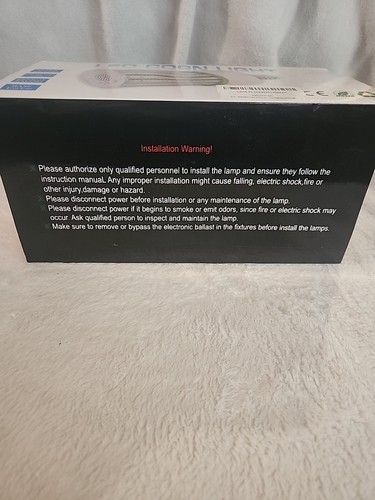 LED CORN LIGHT
Installation Warning!
Please authorize only qualified personnel to install the lamp and ensure they follow the
instruction manual. Any improper installation might cause falling, electric shock,fire or
other injury,damage or hazard.
Please disconnect power before installation or any maintenance of the lamp.
Please disconnect power if it begins to smoke or emit odors, since fire or electric shock may
occur. Ask qualified person to inspect and maintain the lamp.
Make sure to remove or bypass the electronic ballast in the fixtures before install the lamps.